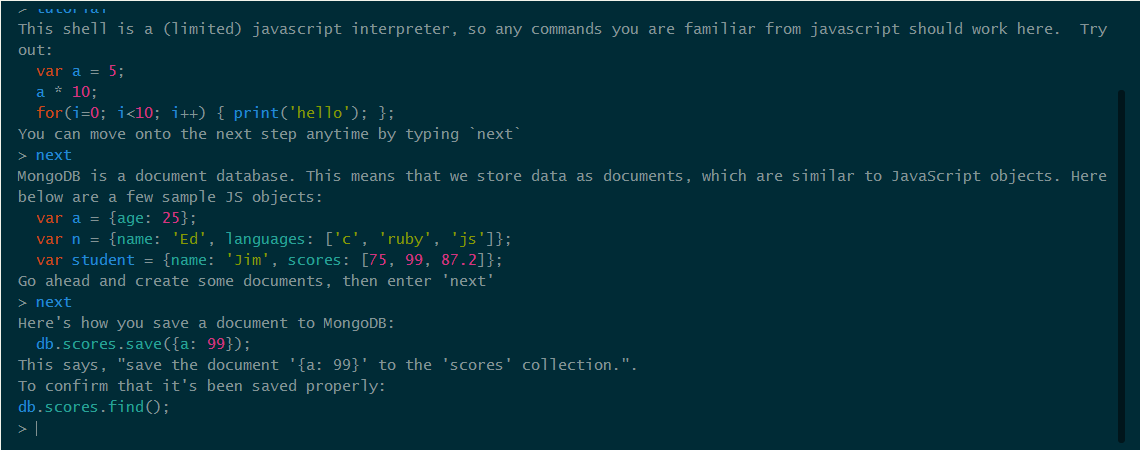 > tutorial
This shell is a (limited) javascript interpreter, so any commands you are familiar from javascript should work here.  Try
out:
  var a = 5;
  a * 10;
  for(i=0; i<10; i++) { print('hello'); };
You can move onto the next step anytime by typing `next`
> next
MongoDB is a document database. This means that we store data as documents, which are similar to JavaScript objects. Here
below are a few sample JS objects:
  var a = {age: 25};
  var n = {name: 'Ed', languages: ['c', 'ruby', 'js']};
  var student = {name: 'Jim', scores: [75, 99, 87.2]};
Go ahead and create some documents, then enter 'next'
> next
Here's how you save a document to MongoDB:
  db.scores.save({a: 99});
This says, "save the document '{a: 99}' to the 'scores' collection.".
To confirm that it's been saved properly:
db.scores.find();
>